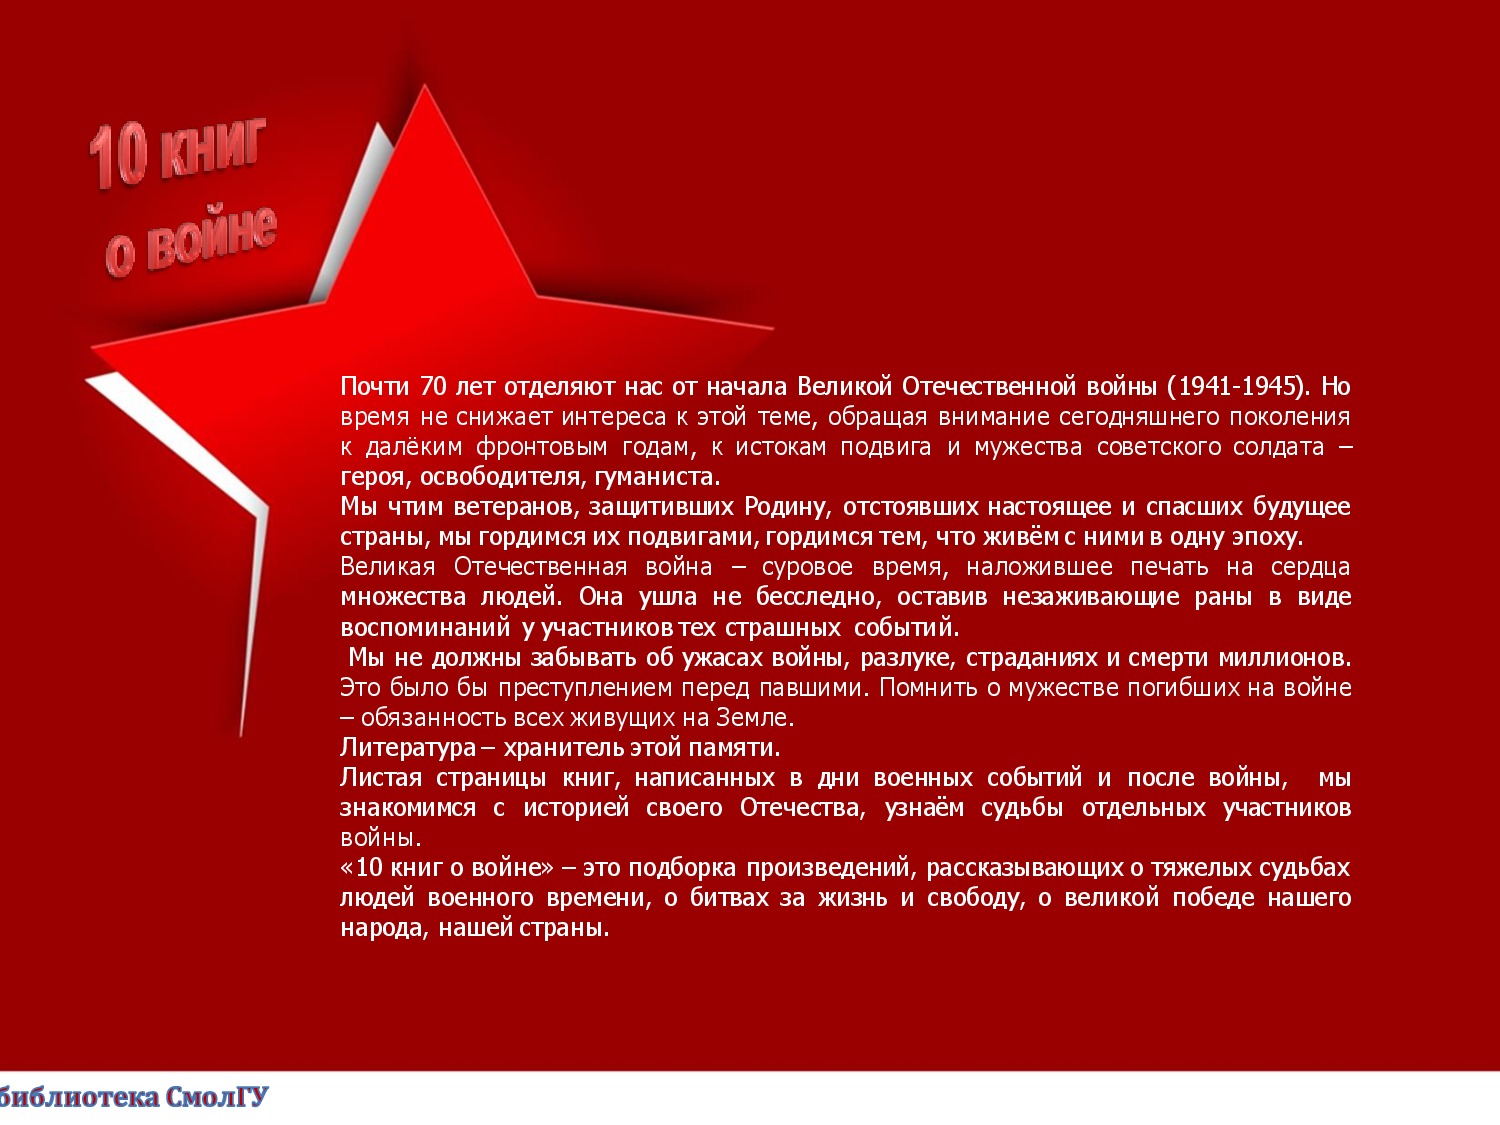 10 книг
о войне
Почти 70 лет отделяют нас от начала Великой Отечественной войны (1941-1945). Но
время не снижает интереса к этой теме, обращая внимание сегодняшнего поколения
к далёким фронтовым годам, к истокам подвига и мужества советского солдата –
героя, освободителя, гуманиста.
Мы чтим ветеранов, защитивших Родину, отстоявших настоящее и спасших будущее
страны, мы гордимся их подвигами, гордимся тем, что живём с ними в одну эпоху.
Великая Отечественная война – суровое время, наложившее печать на сердца
множества людей. Она ушла не бесследно, оставив незаживающие раны в виде
воспоминаний у участников тех страшных событий.
Мы не должны забывать об ужасах войны, разлуке, страданиях и смерти миллионов.
Это было бы преступлением перед павшими. Помнить о мужестве погибших на войне
– обязанность всех живущих на Земле.
Литература – хранитель этой памяти.
Листая страницы книг, написанных в дни военных событий и после войны, мы
знакомимся с историей своего Отечества, узнаём судьбы отдельных участников
войны.
«10 книг о войне» – это подборка произведений, рассказывающих о тяжелых судьбах
людей военного времени, о битвах за жизнь и свободу, о великой победе нашего
народа, нашей страны.
библиотека СмолГУ